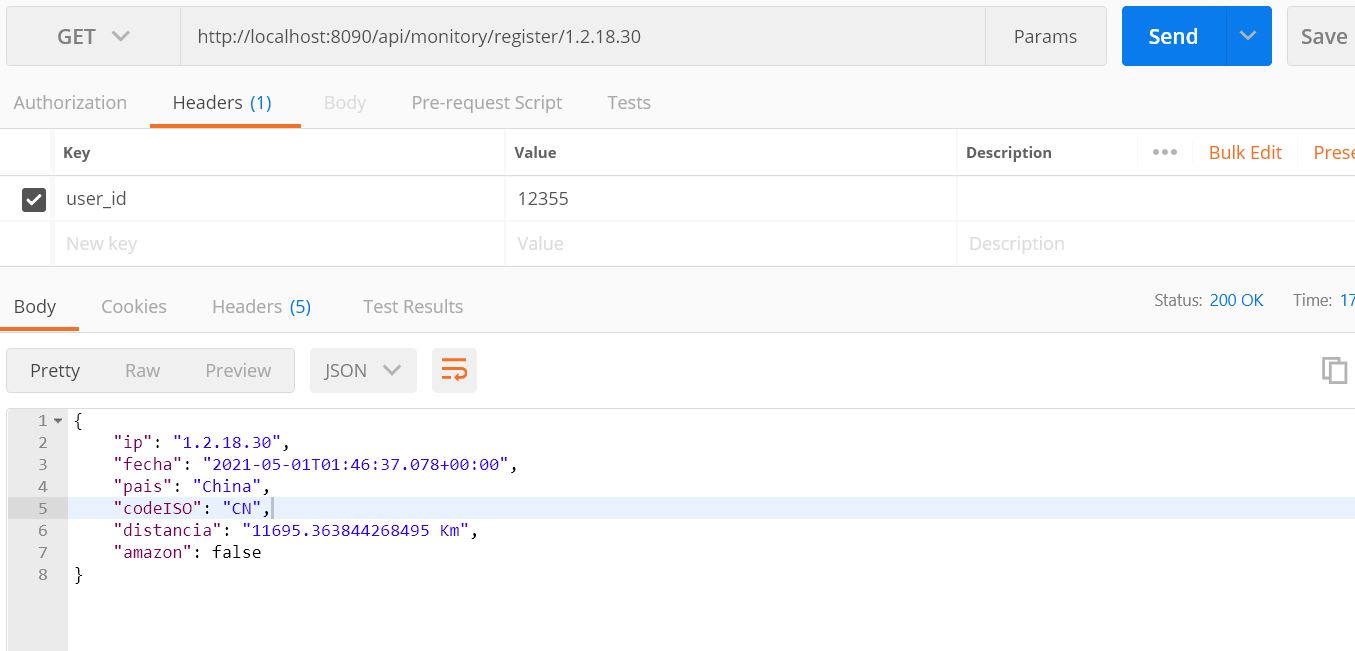 GET http://localhost:8090/api/monitory/register/1.2.18.30 Params Send Save
Authorization Headers (1) Body Pre-request Script Tests
Key Value Description ••• Bulk Edit Prese
user_id 12355
New key Value Description
Body Cookies Headers (5) Test Results Status: 200 OK Time: 17
Pretty Raw Preview JSON
1 {
2 "ip": "1.2.18.30",
3 "fecha": "2021-05-01T01:46:37.078+00:00",
4 "pais": "China",
5 "codeISO": "CN",
6 "distancia": "11695.363844268495 Km",
7 "amazon": false
8 }